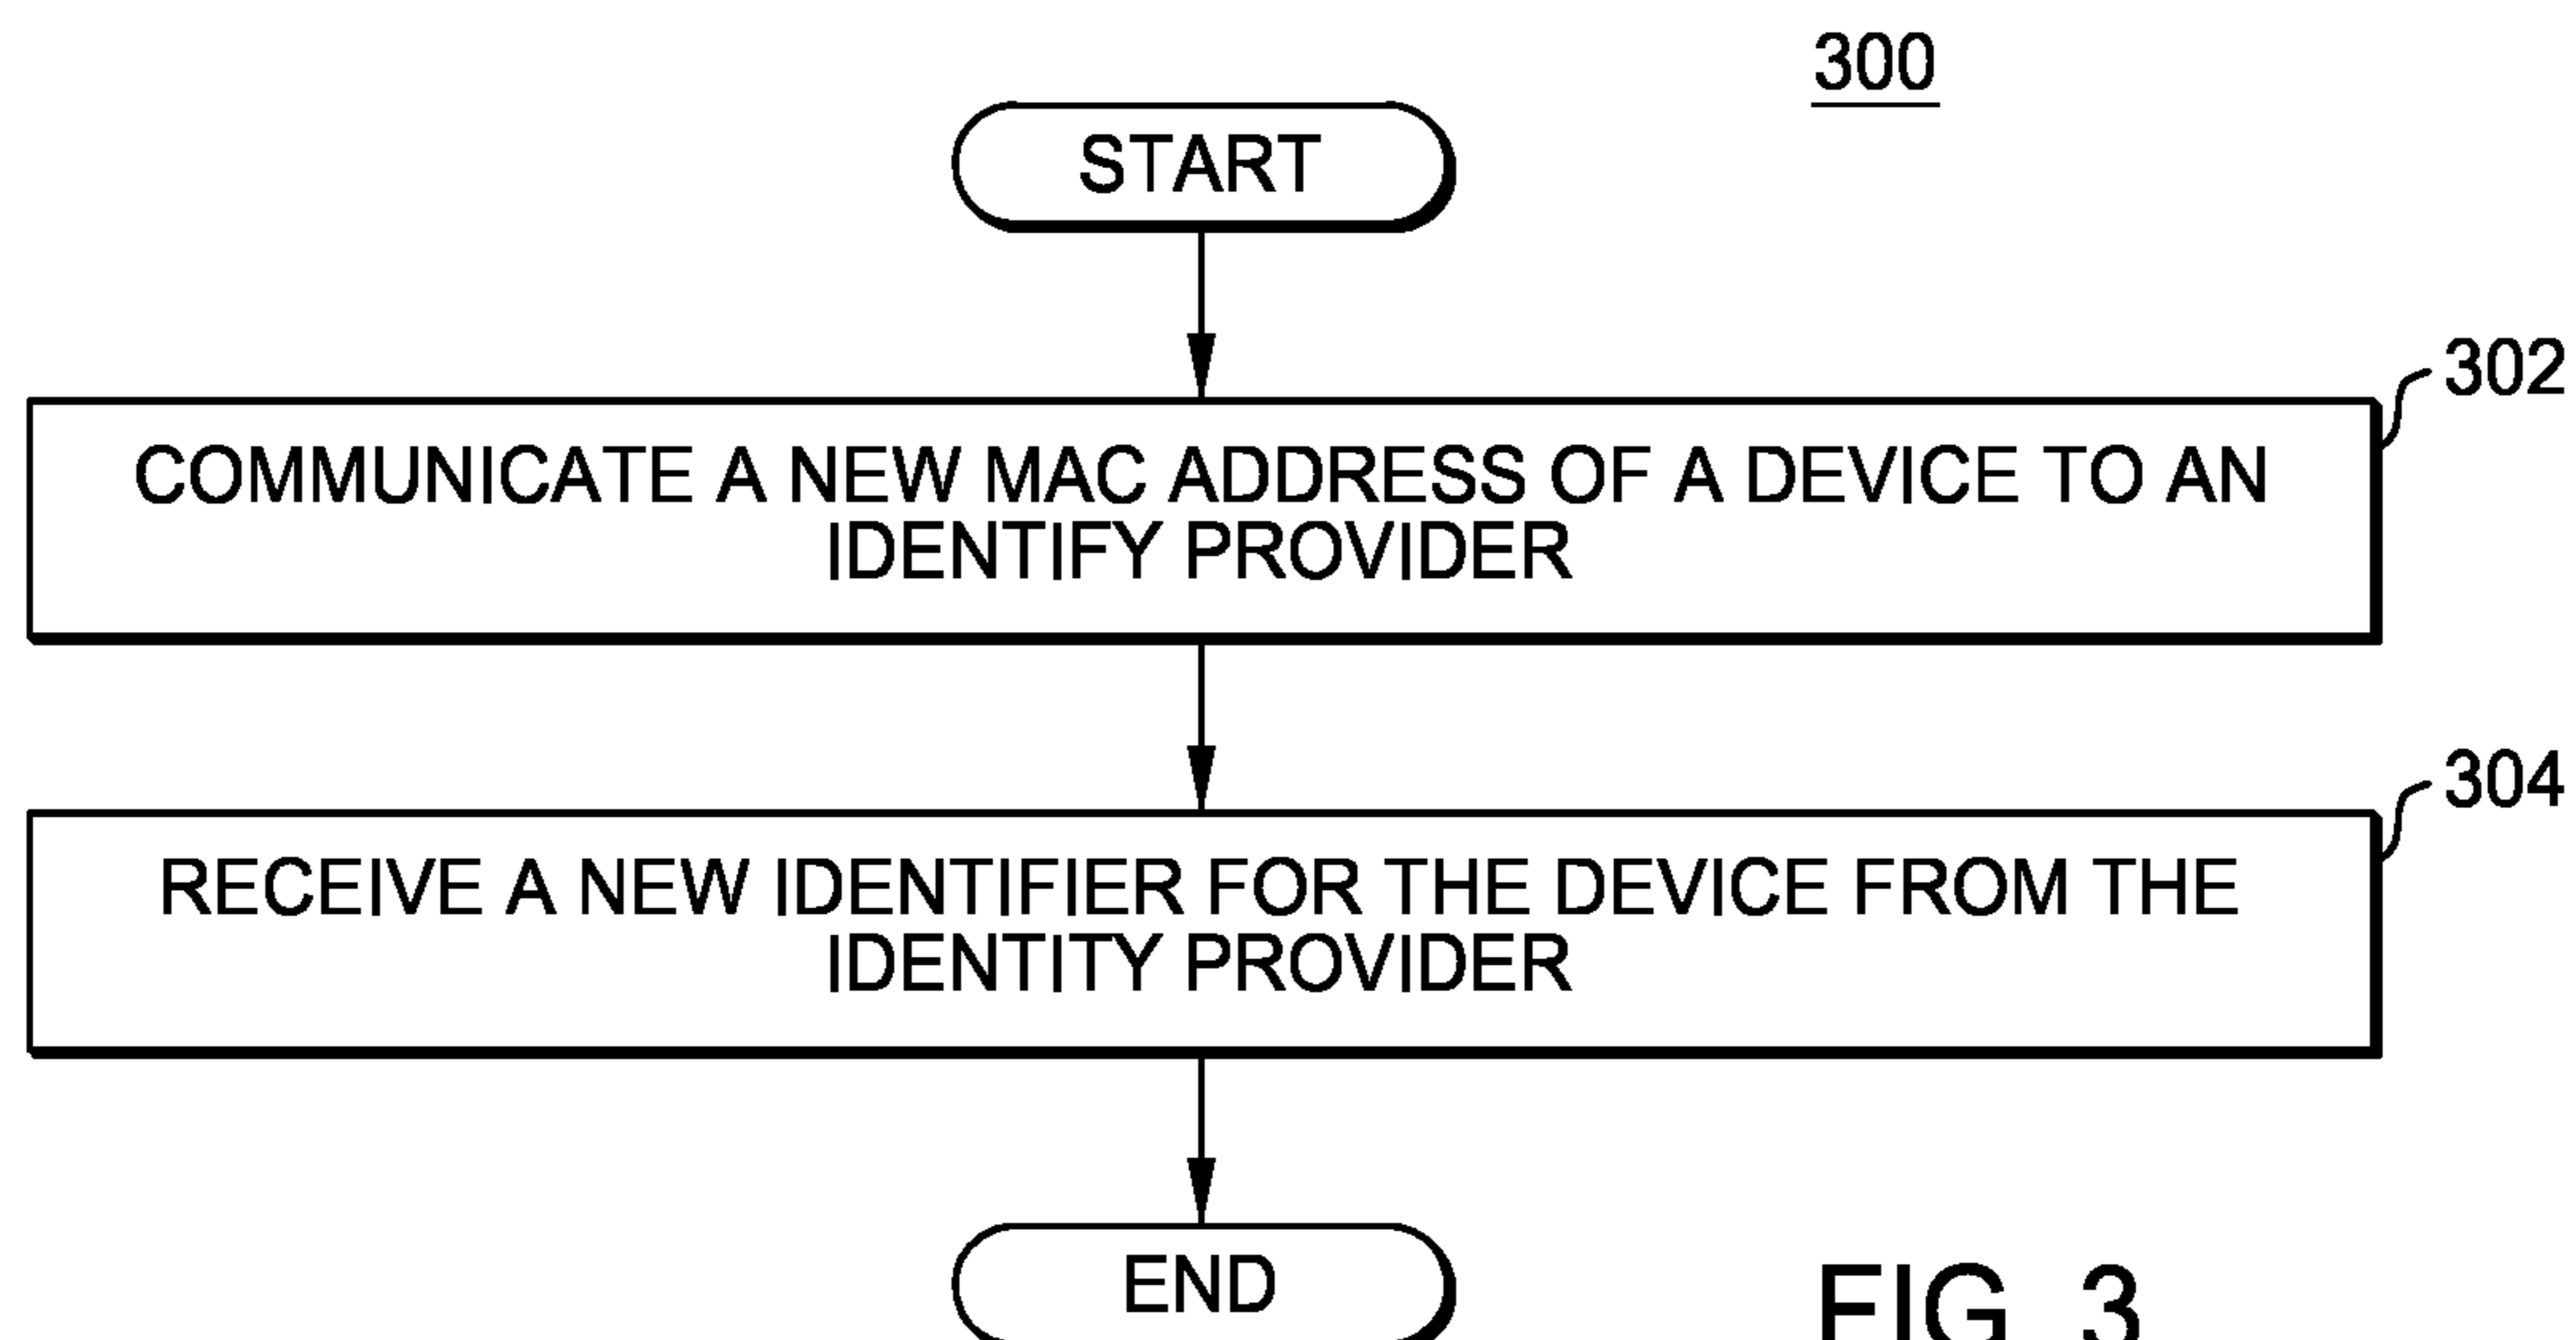 300
START
302
COMMUNICATE A NEW MAC ADDRESS OF A DEVICE TO AN
IDENTIFY PROVIDER
304
RECEIVE A NEW IDENTIFIER FOR THE DEVICE FROM THE
IDENTITY PROVIDER
END
FIG. 3